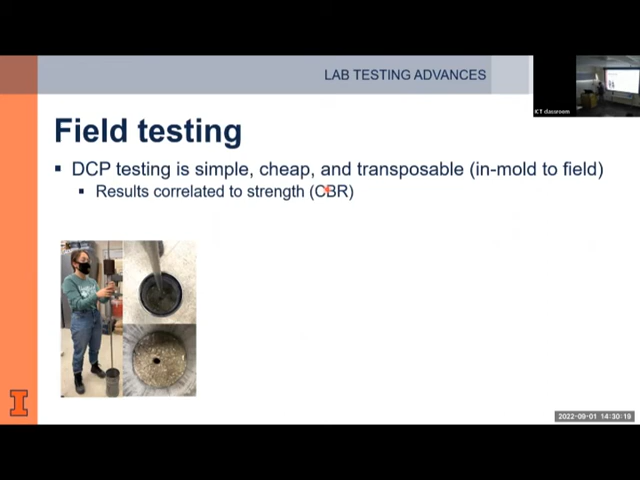 LAB TESTING ADVANCES
ICT classroom
Field testing
▪ DCP testing is simple, cheap, and transposable (in-mold to field)
▪ Results correlated to strength (CBR)
I
2022-09-01 14:30:19